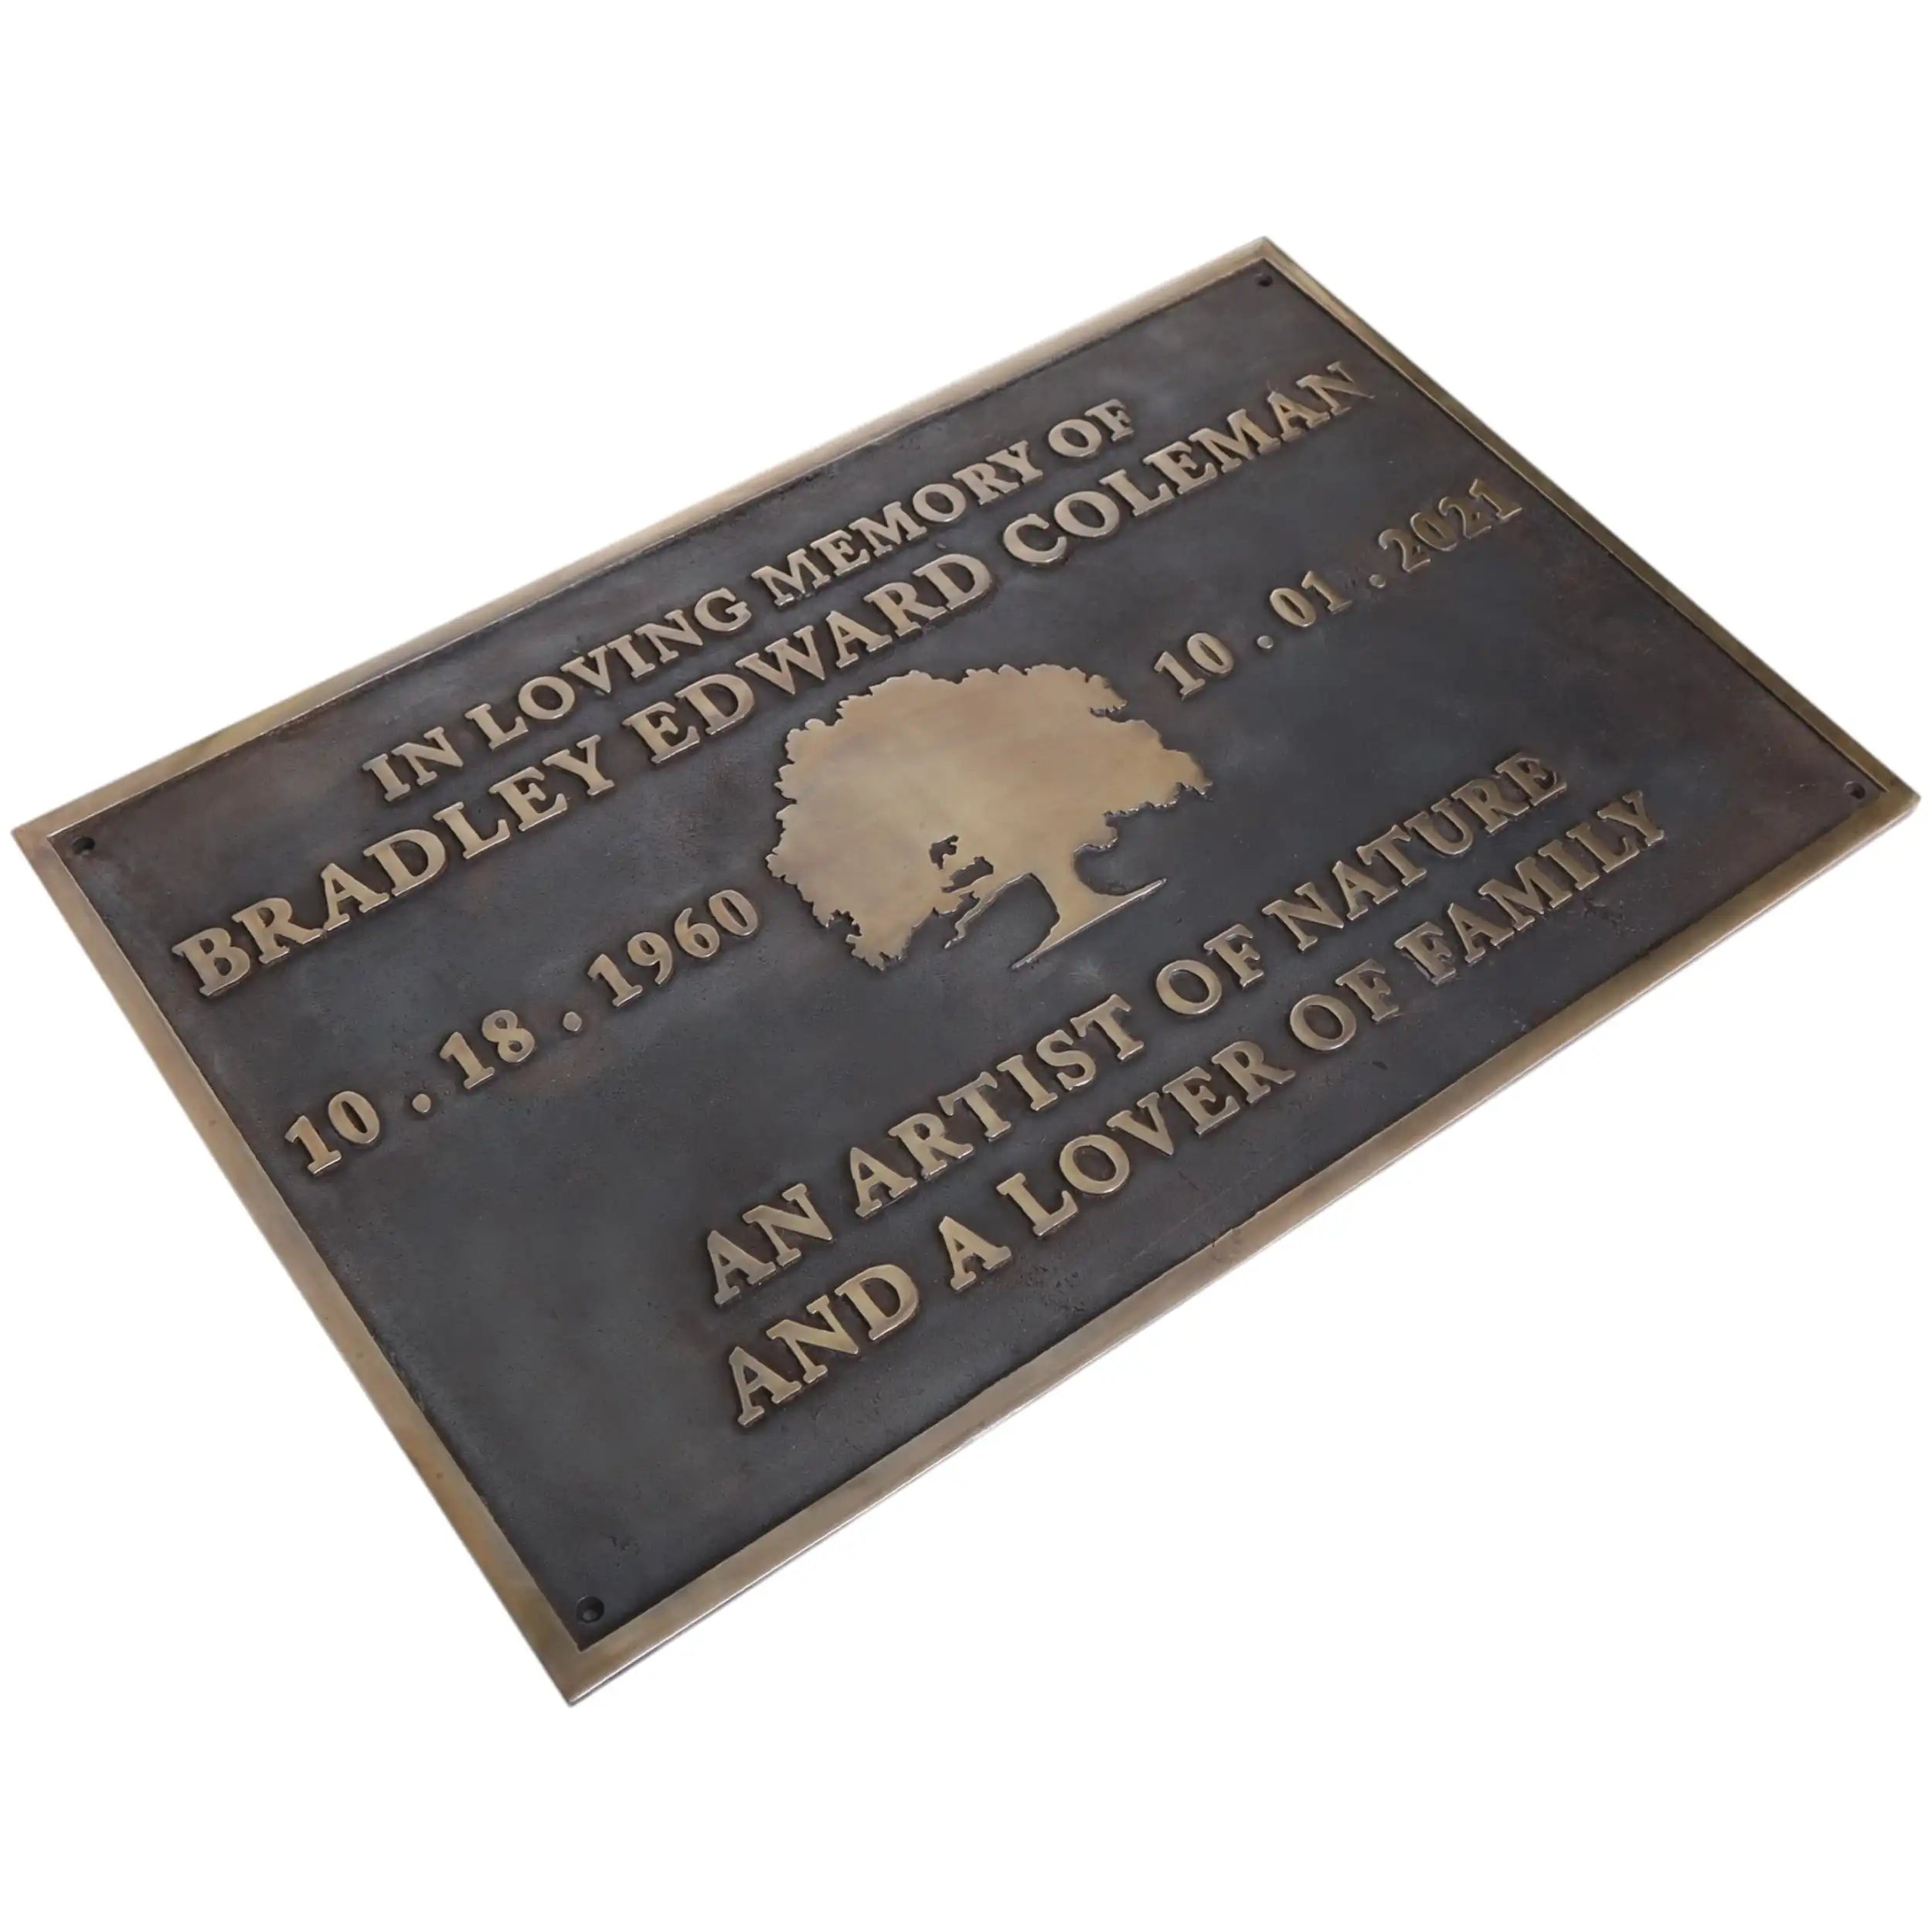 IN LOVING MEMORY OF
BRADLEY EDWARD COLEMAN
10 . 18 . 1960 10 . 01 . 2021
AN ARTIST OF NATURE
AND A LOVER OF FAMILY